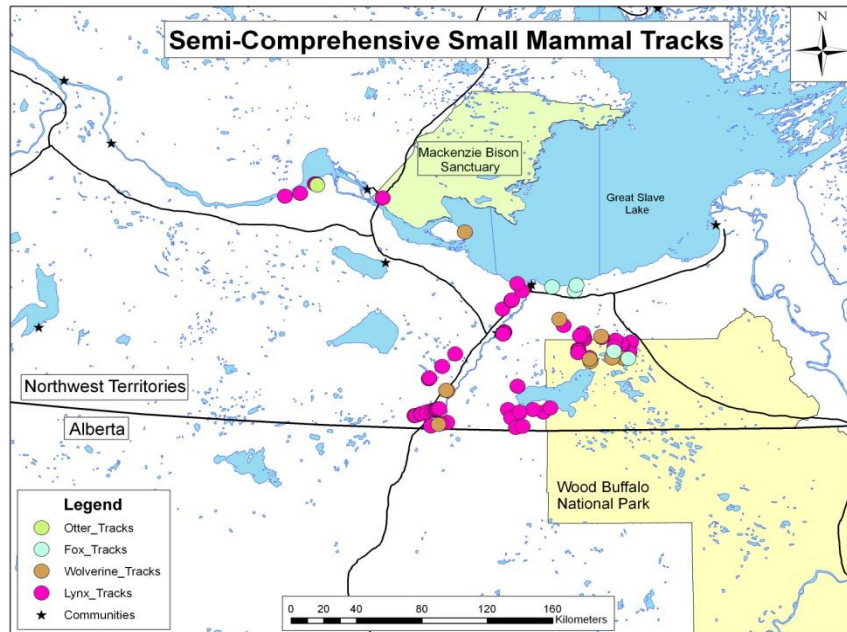 Semi-Comprehensive Small Mammal Tracks
N
Mackenzie Bison
Sanctuary
Great Slave
Lake
Northwest Territories
Alberta
Wood Buffalo
National Park
Legend
Otter_Tracks
Fox_Tracks
Wolverine_Tracks
Lynx_Tracks
Communities
0 20 40 80 120 160
Kilometers